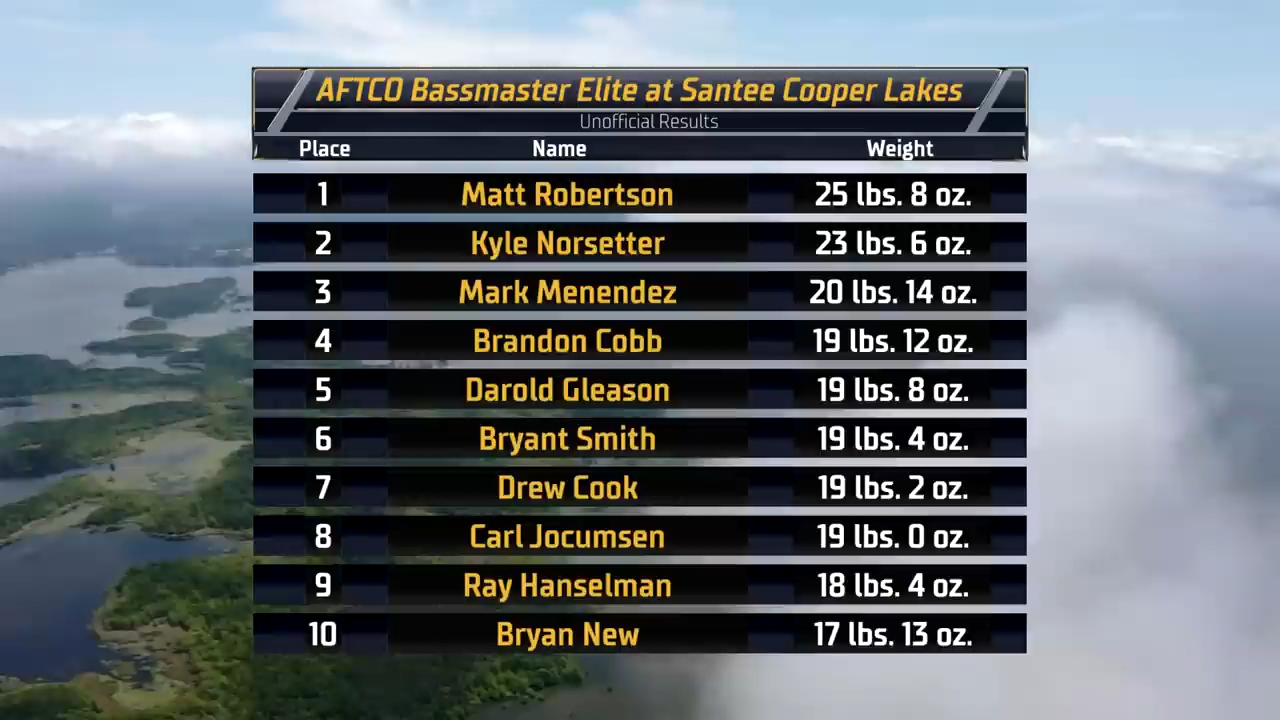 AFTCO Bassmaster Elite at Santee Cooper Lakes
Unofficial Results
Place Name Weight
1 Matt Robertson 25 lbs. 8 oz.
2 Kyle Norsetter 23 lbs. 6 oz.
3 Mark Menendez 20 lbs. 14 oz.
4 Brandon Cobb 19 lbs. 12 oz.
5 Darold Gleason 19 lbs. 8 oz.
6 Bryant Smith 19 lbs. 4 oz.
7 Drew Cook 19 lbs. 2 oz.
8 Carl Jocumsen 19 lbs. 0 oz.
9 Ray Hanselman 18 lbs. 4 oz.
10 Bryan New 17 lbs. 13 oz.